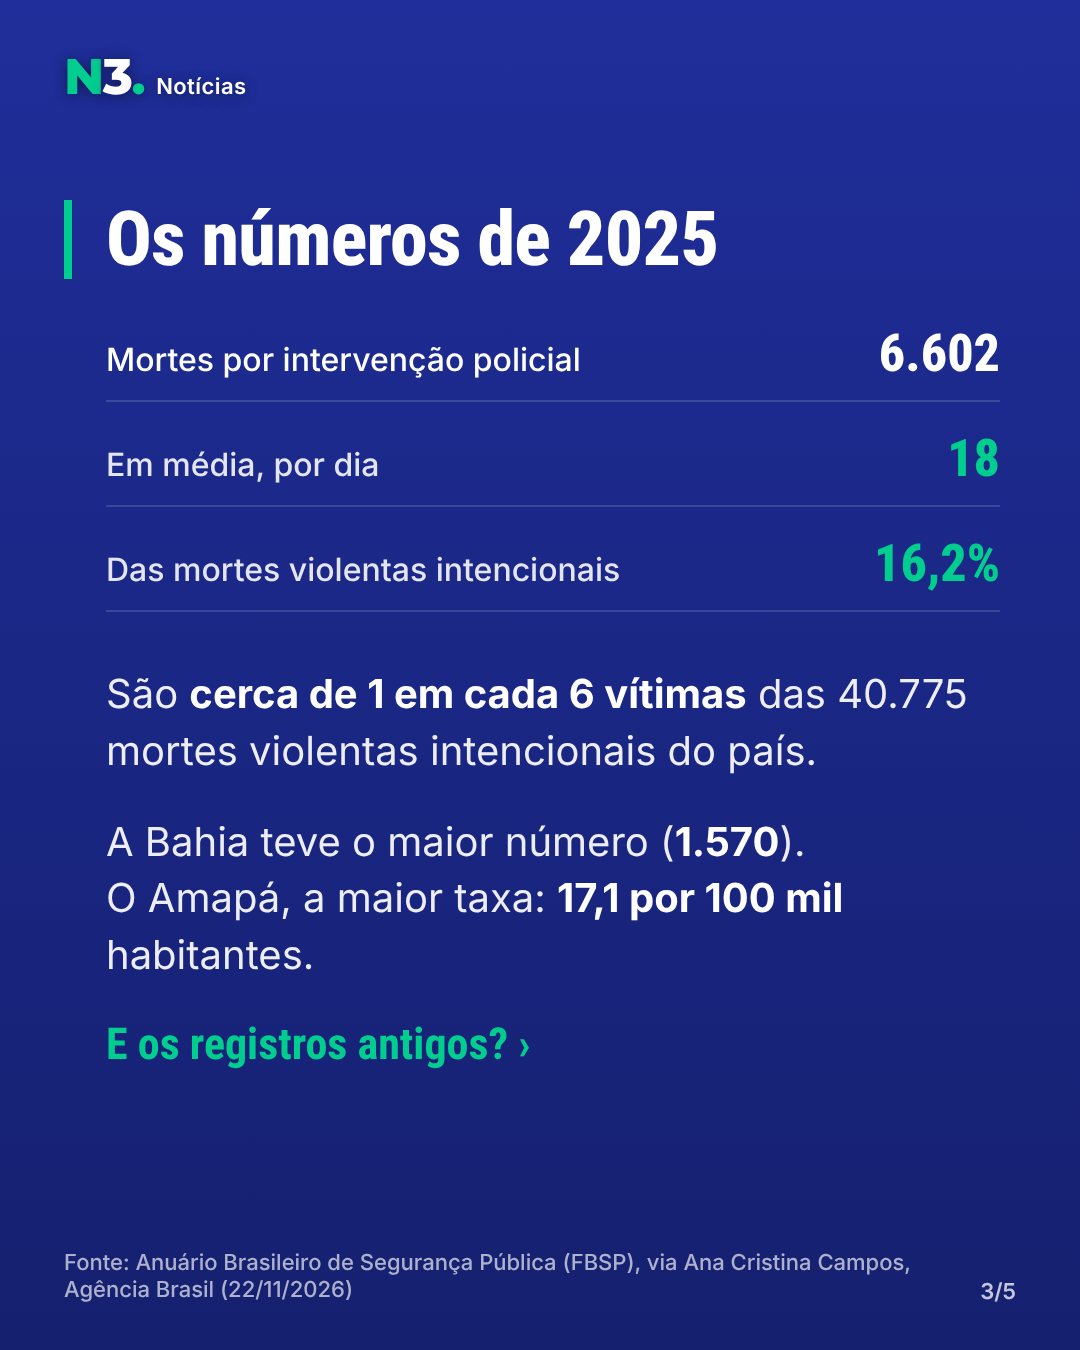 N3. Notícias
Os números de 2025
Mortes por intervenção policial 6.602
Em média, por dia 18
Das mortes violentas intencionais 16,2%
São cerca de 1 em cada 6 vítimas das 40.775
mortes violentas intencionais do país.
A Bahia teve o maior número (1.570).
O Amapá, a maior taxa: 17,1 por 100 mil
habitantes.
E os registros antigos? ›
Fonte: Anuário Brasileiro de Segurança Pública (FBSP), via Ana Cristina Campos,
Agência Brasil (22/11/2026)
3/5